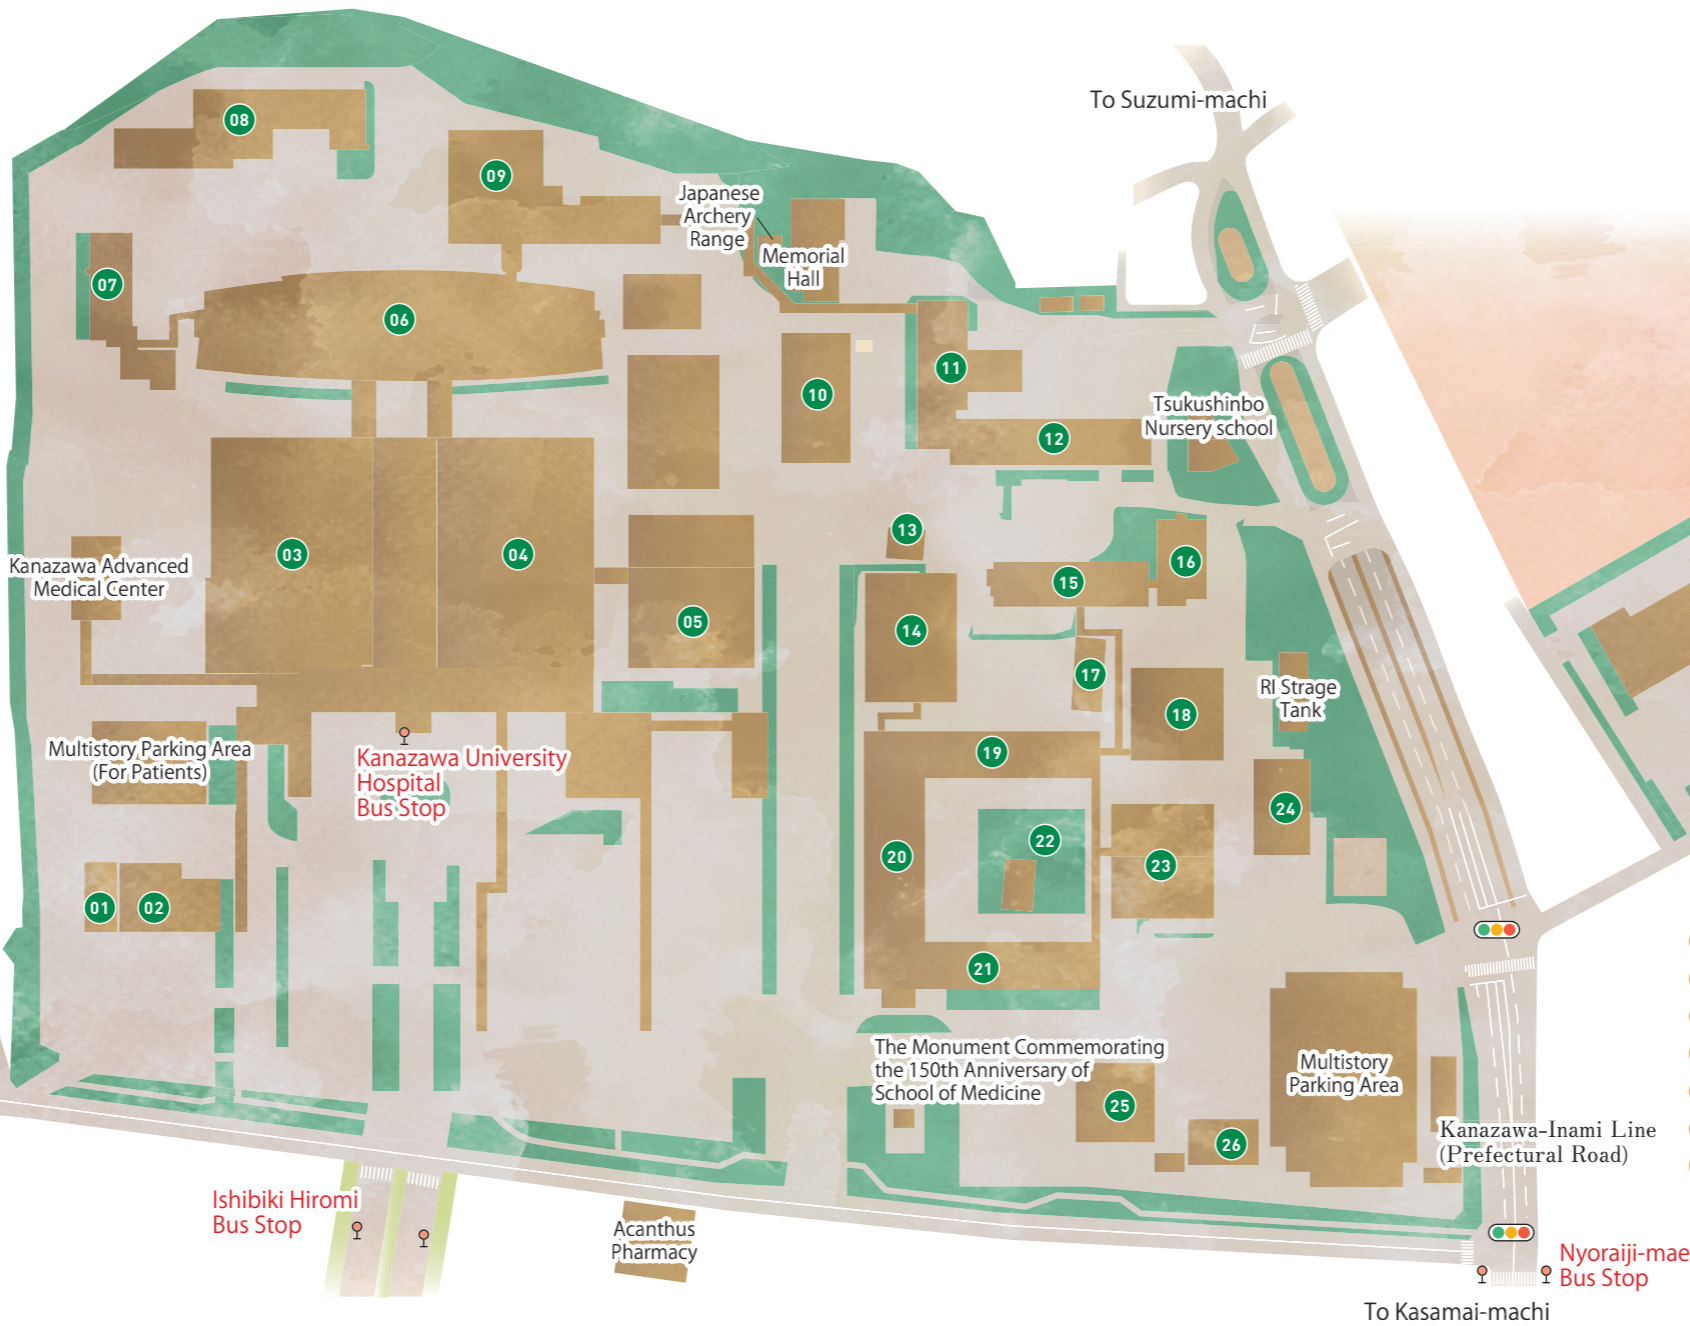 To Suzumi-machi
08
09
Japanese
Archery
Range
Memorial
Hall
07
06
11
10
Tsukushinbo
Nursery school
12
13
Kanazawa Advanced
Medical Center
03
04
16
15
05
14
17
RI Strage
Tank
18
Multistory Parking Area
(For Patients)
Kanazawa University
Hospital
Bus Stop
19
24
22
20
23
01
02
21
The Monument Commemorating
the 150th Anniversary of
School of Medicine
25
Multistory
Parking Area
26
Kanazawa-Inami Line
(Prefectural Road)
Ishibiki Hiromi
Bus Stop
Acanthus
Pharmacy
Nyoraiji-mae
Bus Stop
To Kasamai-machi